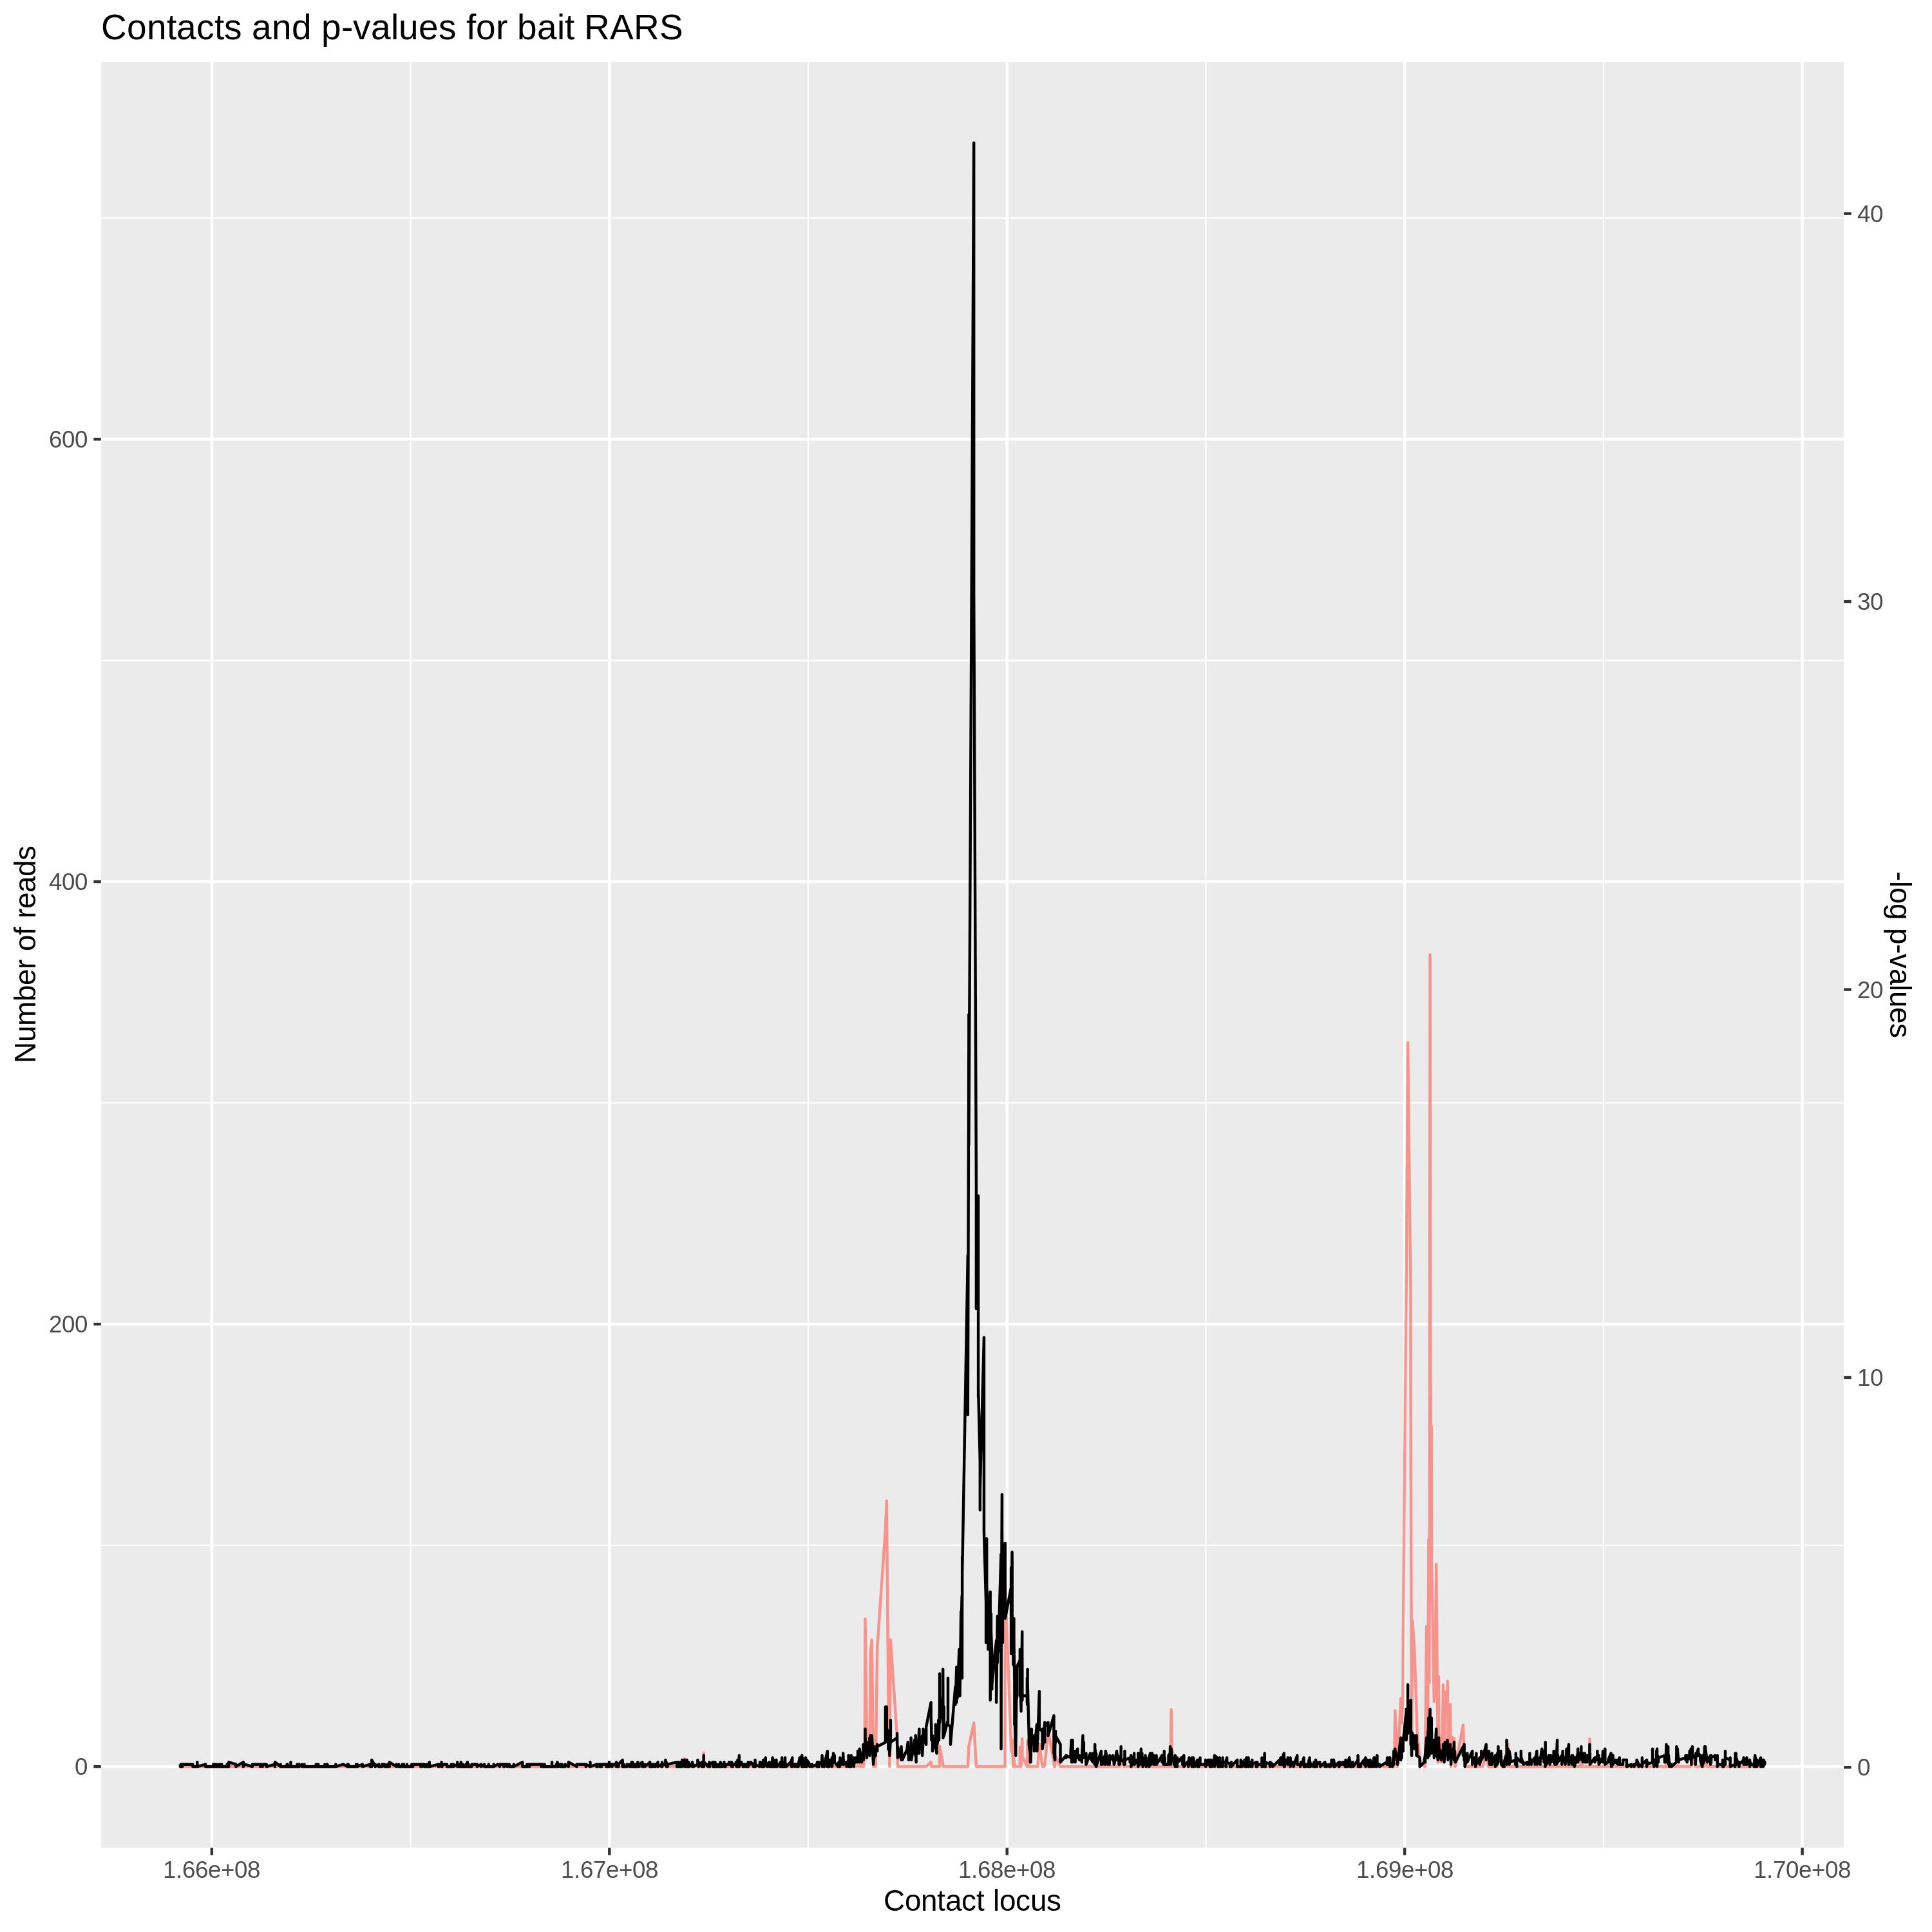 Contacts and p-values for bait RARS
Number of reads
600
400
200
0
40
30
20
10
0
-log p-values
1.66e+08
1.67e+08
1.68e+08
1.69e+08
1.70e+08
Contact locus